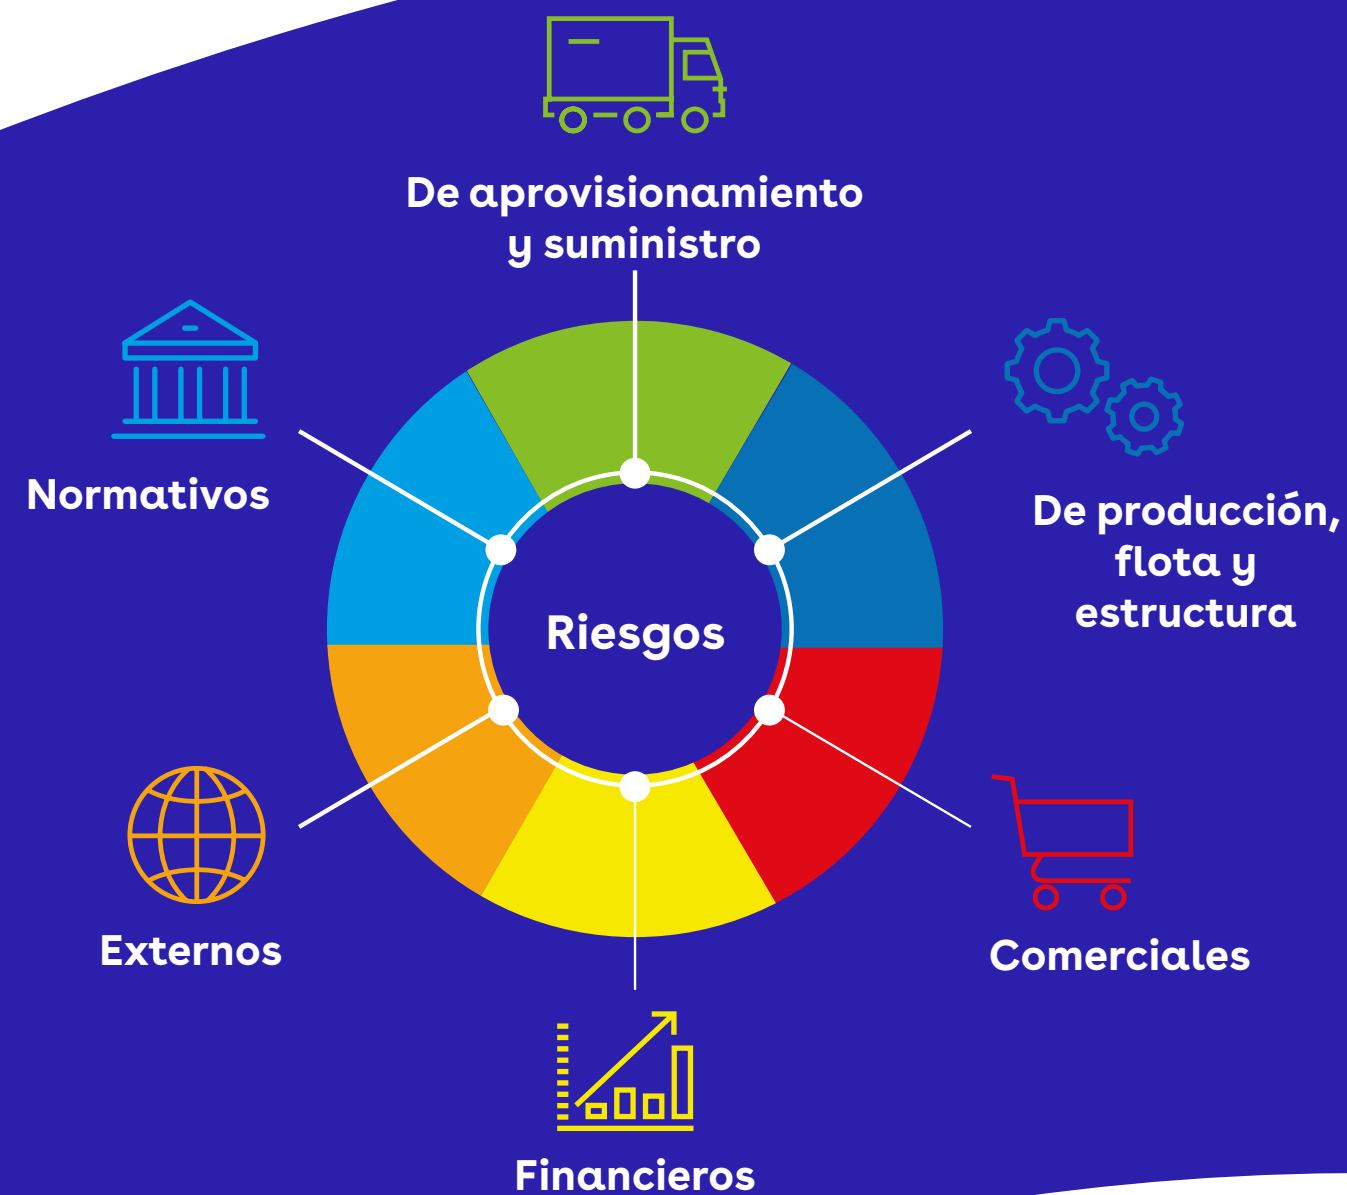 De aprovisionamiento
y suministro
Normativos
De producción,
flota y
estructura
Riesgos
Externos
Comerciales
Financieros